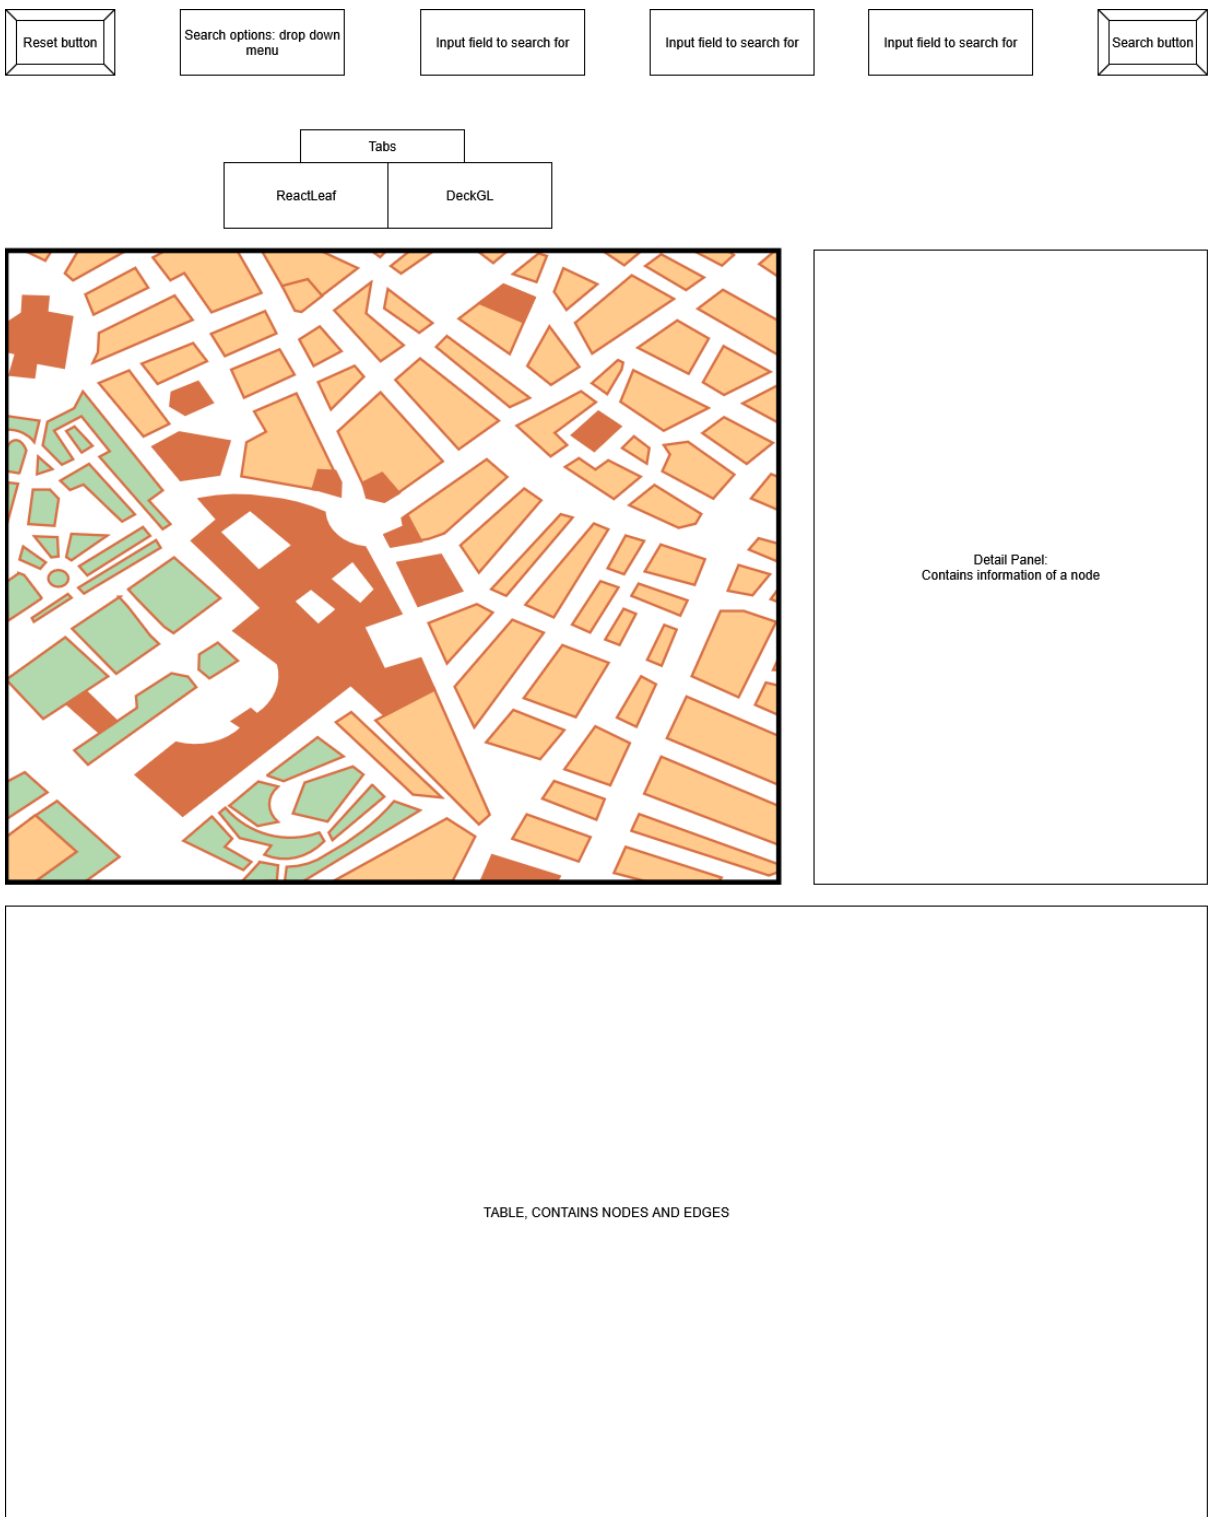 Reset button
Search options: drop down
menu
Input field to search for
Input field to search for
Input field to search for
Search button
Tabs
ReactLeaf
DeckGL
Detail Panel:
Contains information of a node
TABLE, CONTAINS NODES AND EDGES